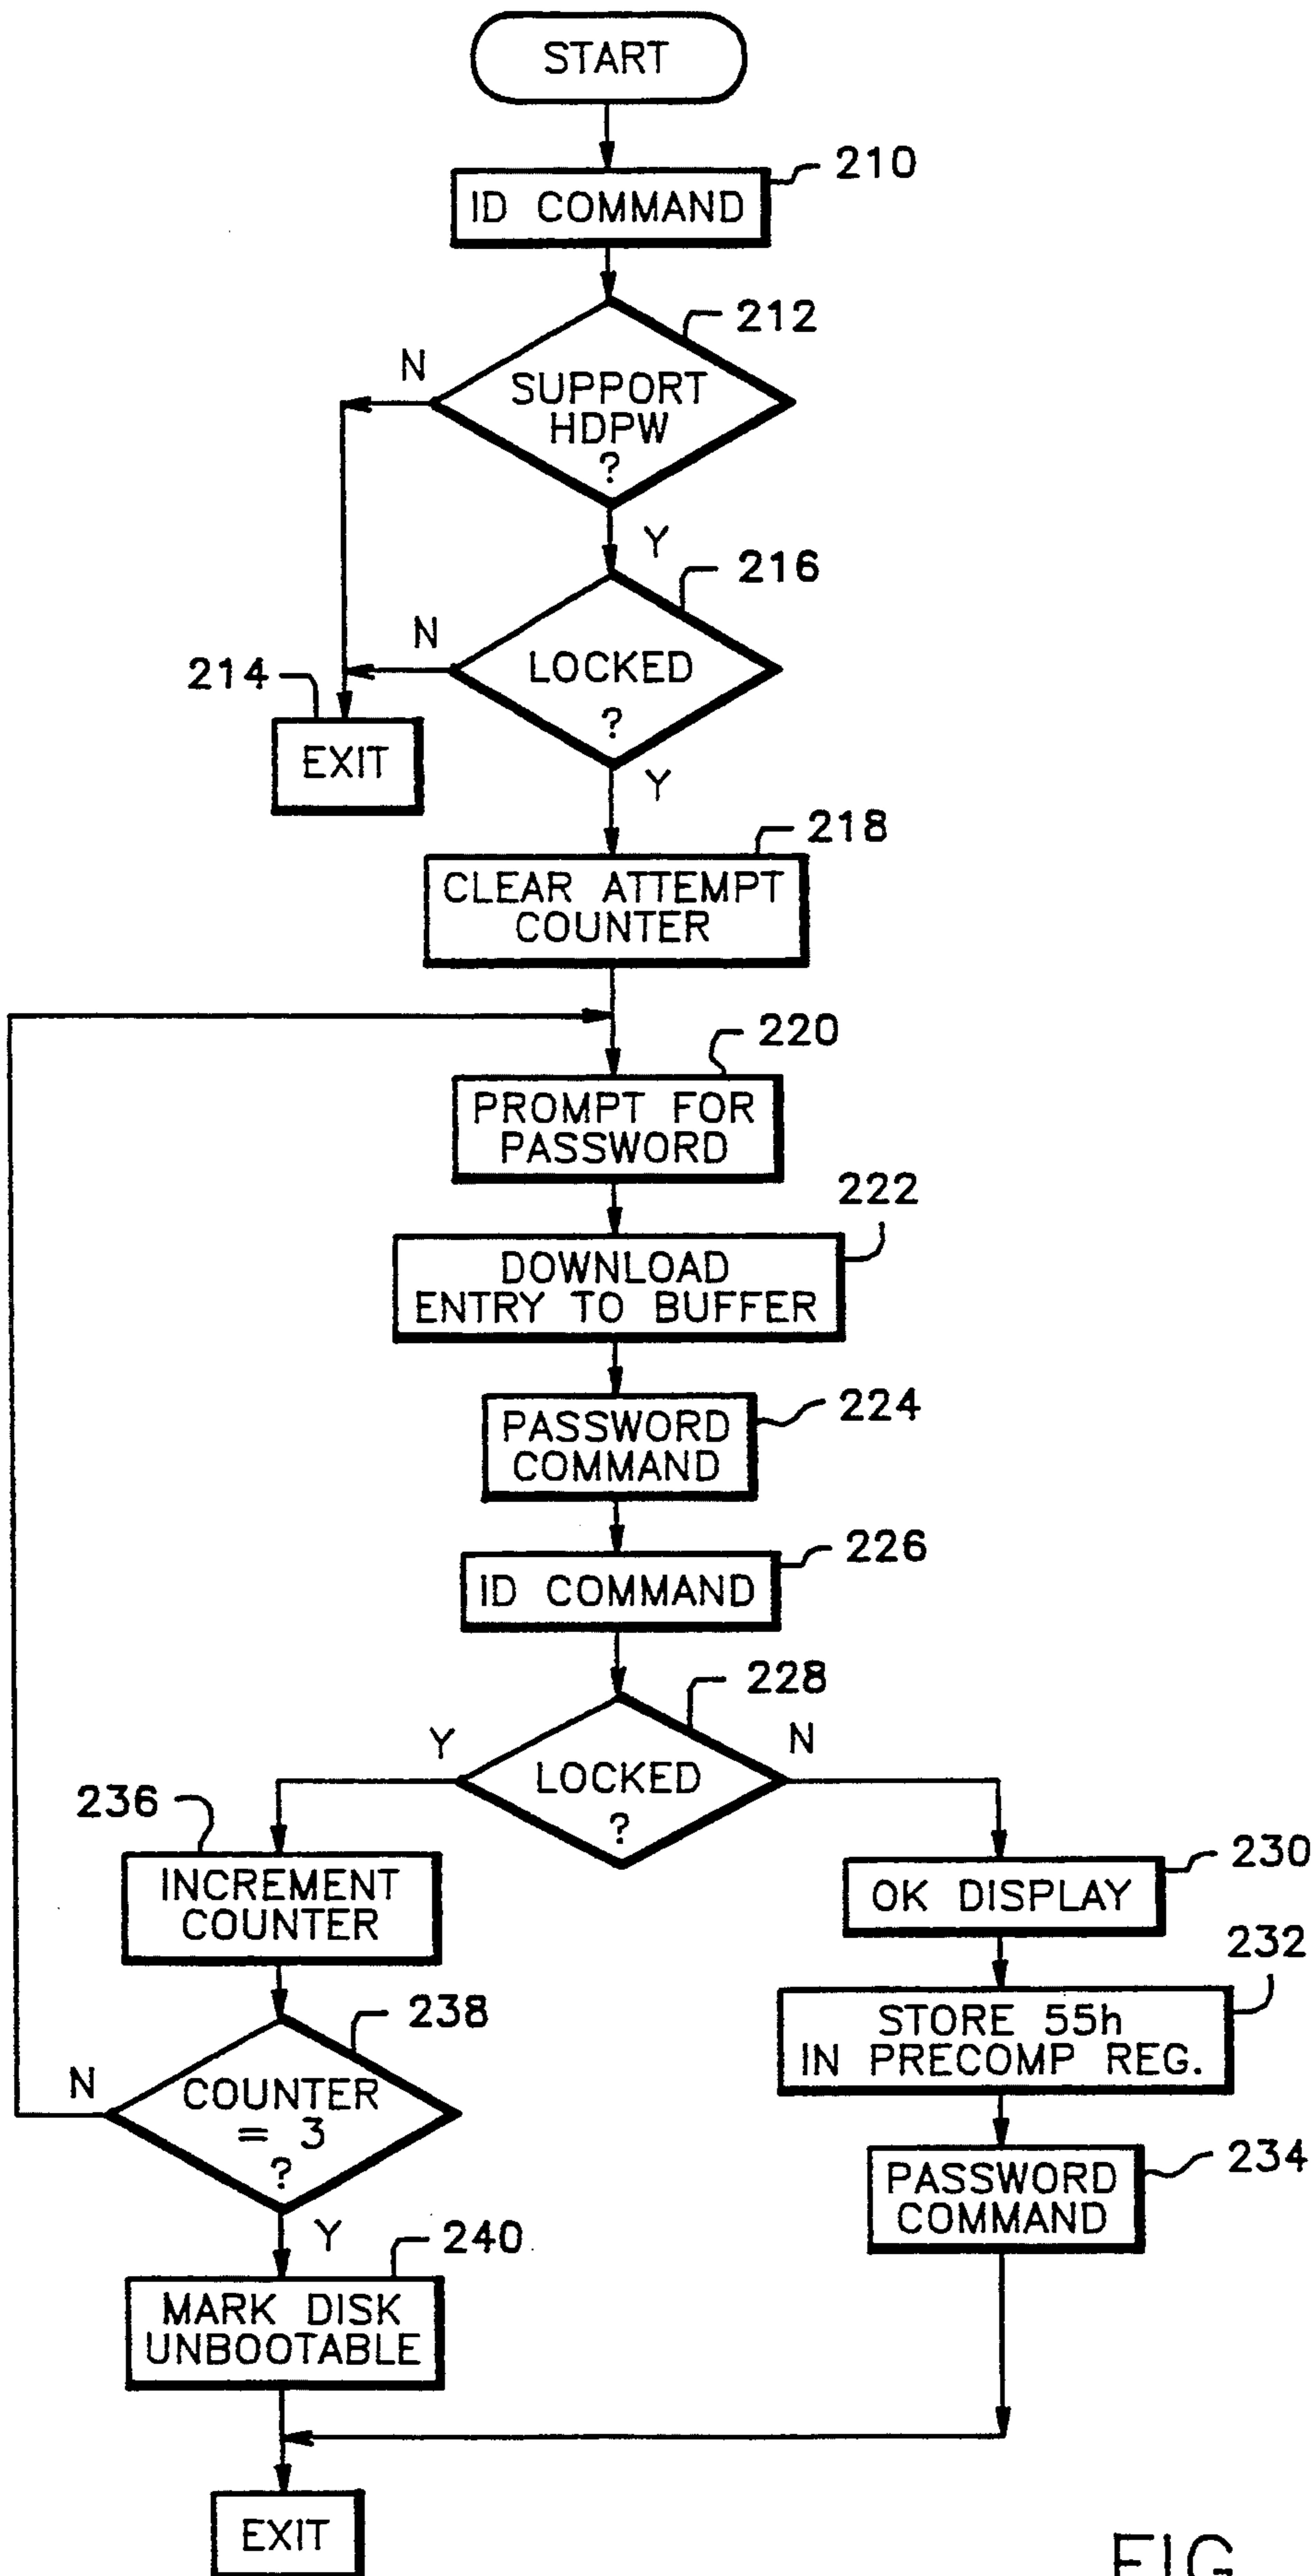 START
210
ID COMMAND
212
N
SUPPORT
HDPW
?
Y
216
N
LOCKED
?
214
EXIT
Y
218
CLEAR ATTEMPT
COUNTER
220
PROMPT FOR
PASSWORD
222
DOWNLOAD
ENTRY TO BUFFER
224
PASSWORD
COMMAND
226
ID COMMAND
228
Y
N
LOCKED
?
236
INCREMENT
COUNTER
230
OK DISPLAY
232
STORE 55h
IN PRECOMP REG.
238
N
COUNTER
= 3
?
Y
234
PASSWORD
COMMAND
240
MARK DISK
UNBOOTABLE
EXIT
FIG